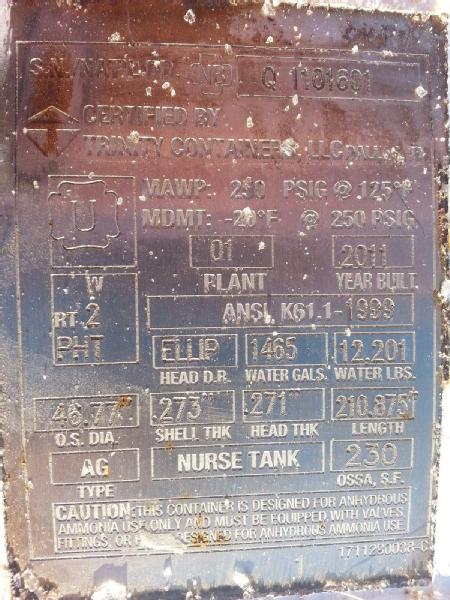 S.N./NAT'L BD. NB Q 1101601
CERTIFIED BY
TRINITY CONTAINERS, LLC DALLAS, TX
U
MAWP: 250 PSIG @ 125°F
MDMT: -20°F @ 250 PSIG
01 2011
W PLANT YEAR BUILT
RT 2 ANSI. K61.1-1999
PHT ELLIP 1465 12,201
HEAD D.R. WATER GALS. WATER LBS.
46.77" .273" .271" 210.875"
O.S. DIA. SHELL THK HEAD THK LENGTH
AG NURSE TANK 230
TYPE OSSA, S.F.
CAUTION: THIS CONTAINER IS DESIGNED FOR ANHYDROUS
AMMONIA USE ONLY AND MUST BE EQUIPPED WITH VALVES,
FITTINGS, OR DESIGNED FOR ANHYDROUS AMMONIA USE
1